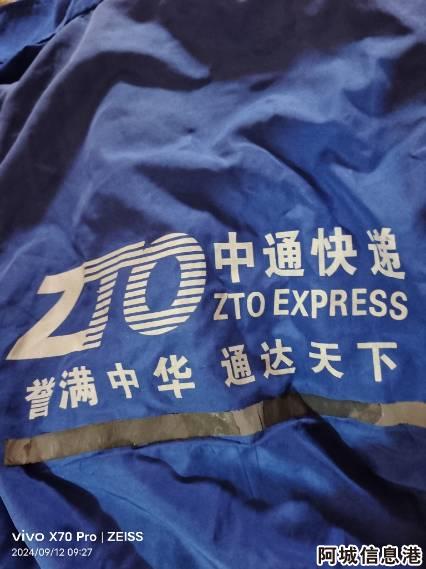 ZTO 中通快递
ZTO EXPRESS
誉满中华 通达天下
vivo X70 Pro | ZEISS
2024/09/12 09:27
阿城信息港